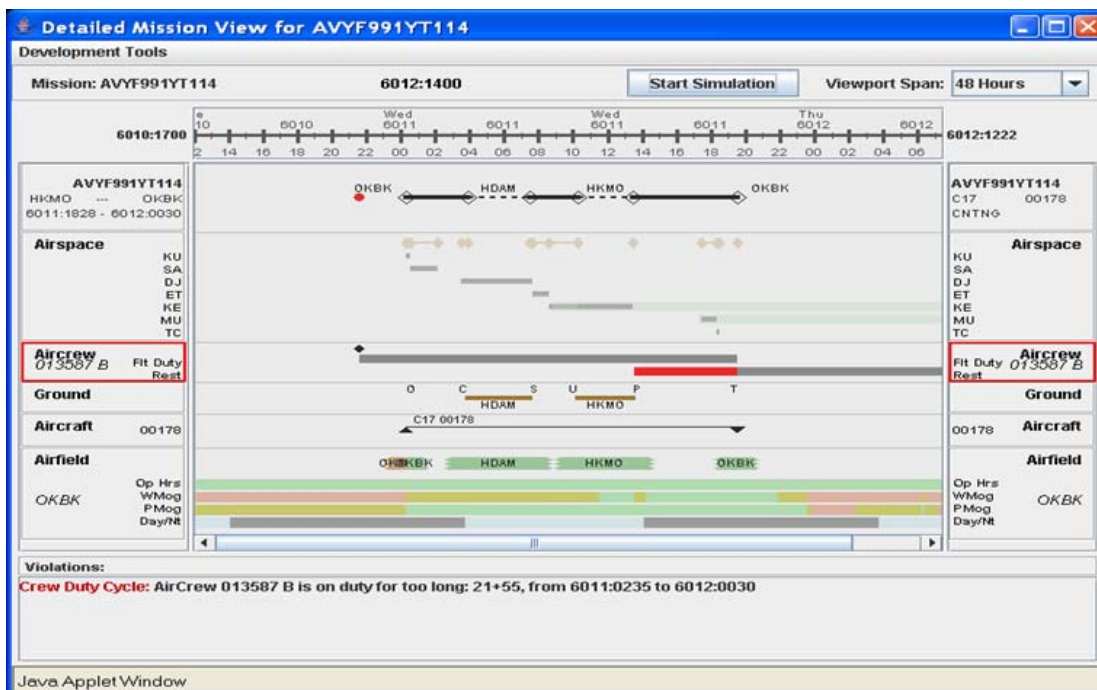 Detailed Mission View for AVYF991YT114
Development Tools
Mission: AVYF991YT114 6012:1400 Start Simulation Viewport Span: 48 Hours
e Wed Wed Thu
10 6010 6011 6011 6011 6012 6012
6010:1700 6012:1222
2 14 16 18 20 22 00 02 04 06 08 10 12 14 16 18 20 22 00 02 04 06
AVYF991YT114
HKMO --- OKBK
6011:1828 - 6012:0030
OKBK HDAM HKMO OKBK
AVYF991YT114
C17 00178
CNTNG
Airspace
KU
SA
DJ
ET
KE
MU
TC
Airspace
KU
SA
DJ
ET
KE
MU
TC
Aircrew
013587 B Flt Duty
Rest
Aircrew
Flt Duty 013587 B
Rest
Ground O C S U P T Ground
HDAM HKMO
Aircraft 00178
C17 00178
00178 Aircraft
Airfield OKBK HDAM HKMO OKBK Airfield
OKBK
Op Hrs
WMog
PMog
Day/Nt
Op Hrs
WMog
PMog
Day/Nt
OKBK
Violations:
Crew Duty Cycle: AirCrew 013587 B is on duty for too long: 21+55, from 6011:0235 to 6012:0030
Java Applet Window